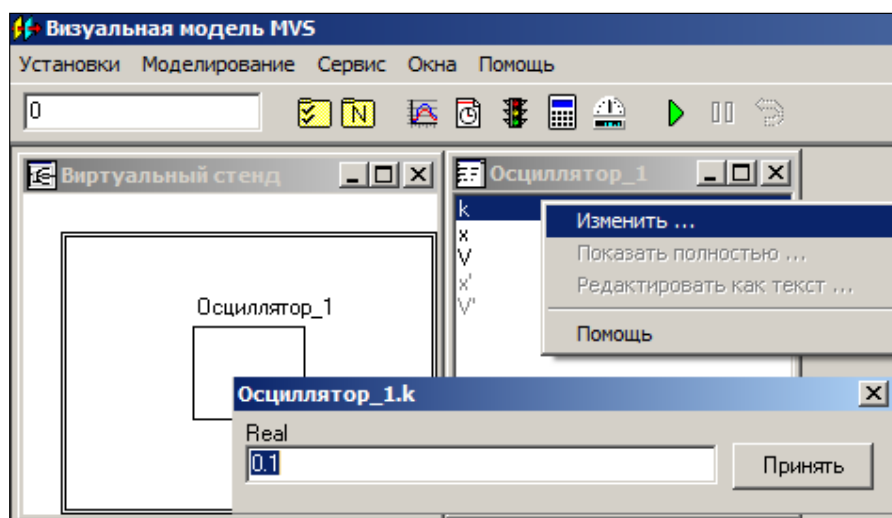 Визуальная модель MVS
Установки Моделирование Сервис Окна Помощь
0
N
Виртуальный стенд
Осциллятор_1
Осциллятор_1
k
x
V
x'
V'
Изменить ...
Показать полностью ...
Редактировать как текст ...
Помощь
Осциллятор_1.k
Real
0.1
Принять